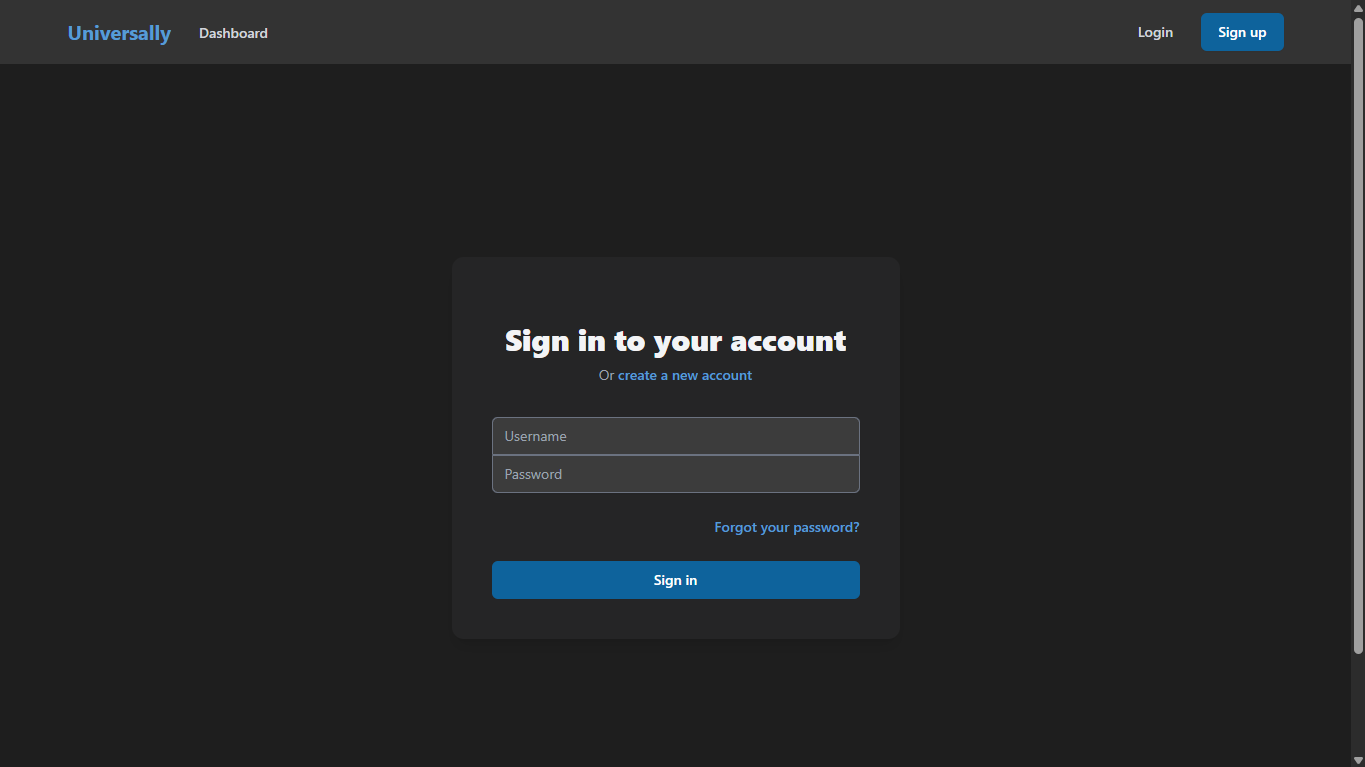 Universally Dashboard Login Sign up
Sign in to your account
Or create a new account
Username
Password
Forgot your password?
Sign in